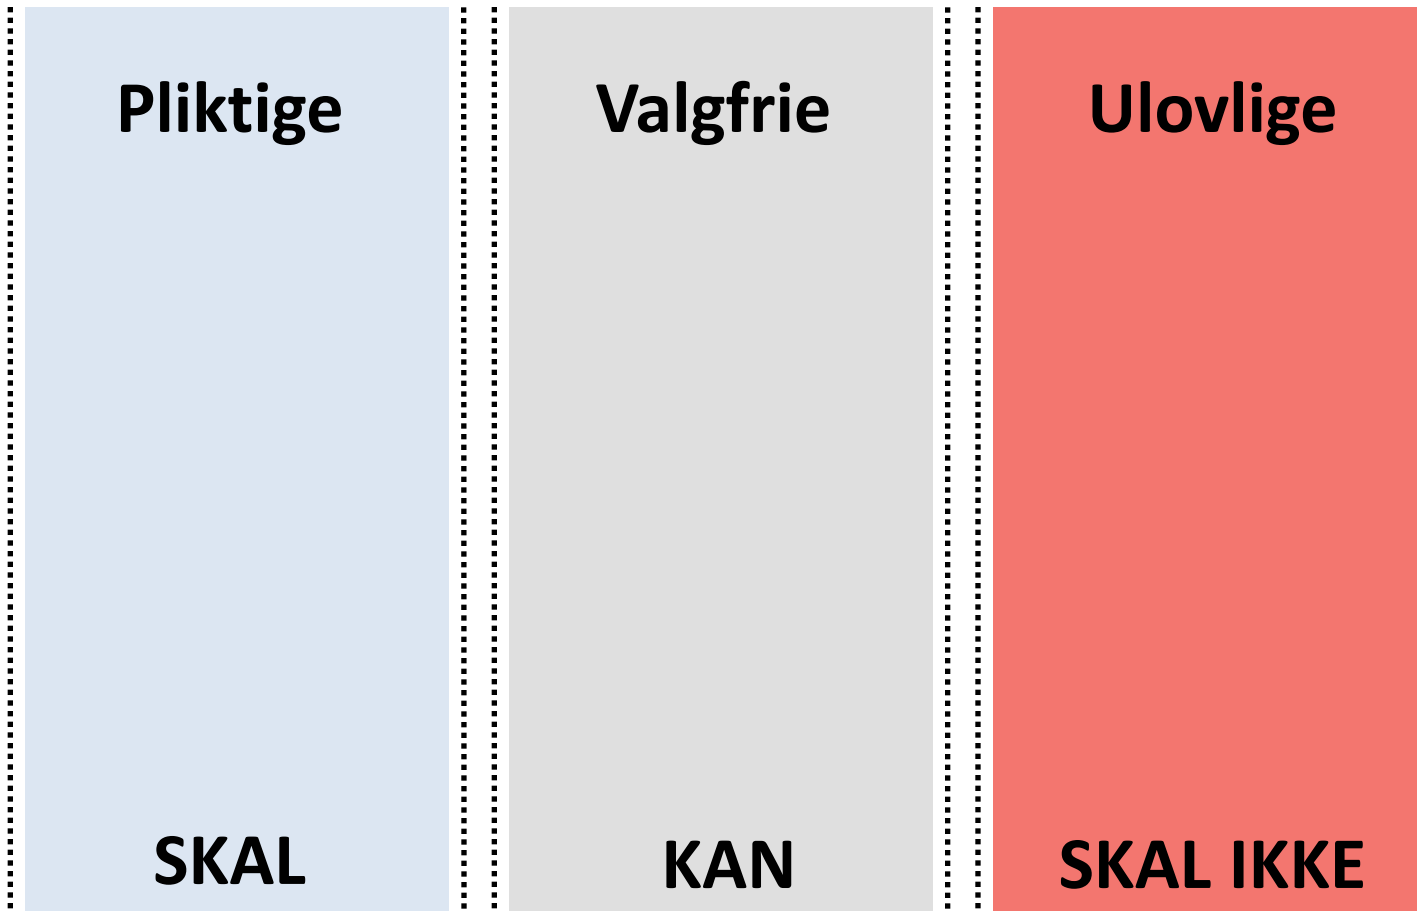 Pliktige
Valgfrie
Ulovlige
SKAL
KAN
SKAL IKKE